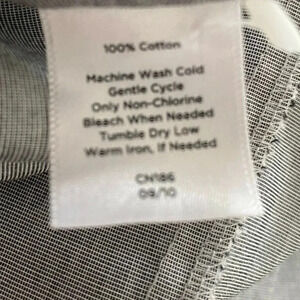 100% Cotton
Machine Wash Cold
Gentle Cycle
Only Non-Chlorine
Bleach When Needed
Tumble Dry Low
Warm Iron, If Needed
CN186
09/10